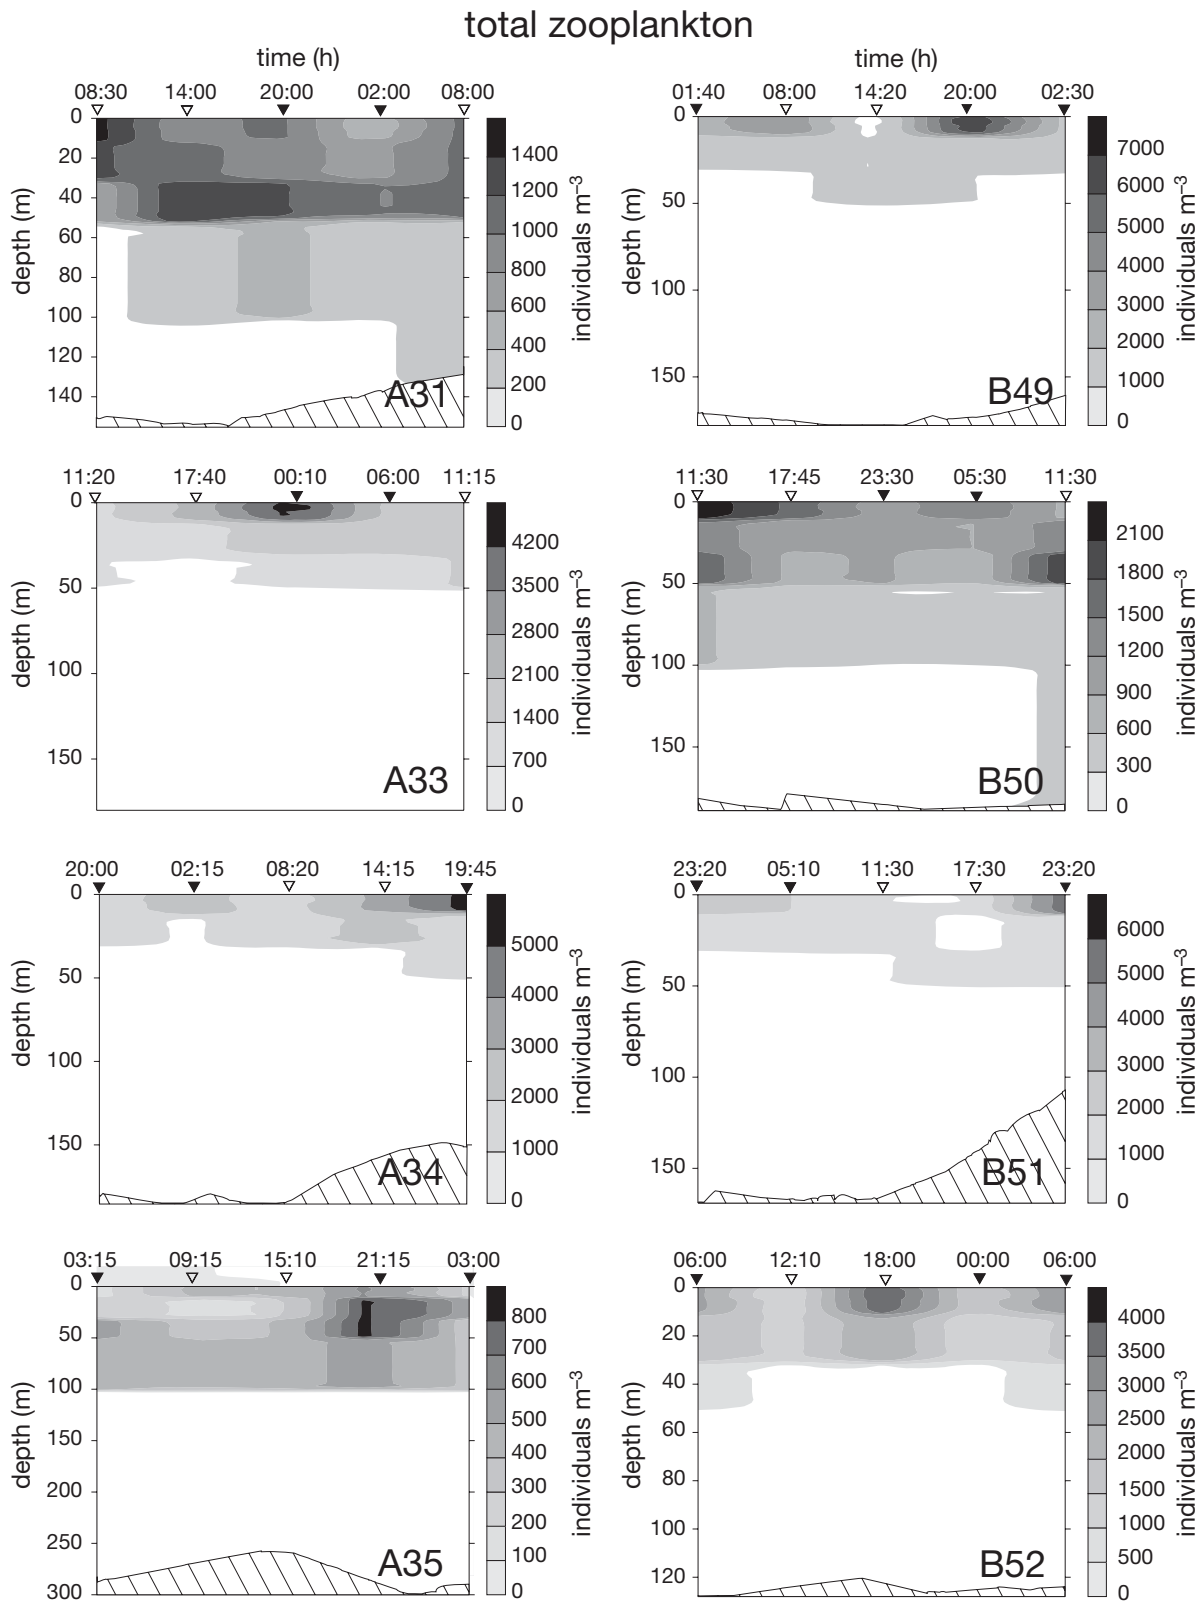 total zooplankton
time (h)
08:30 14:00 20:00 02:00 08:00
0
20
40
60
80
100
120
140
depth (m)
A31
1400
1200
1000
800
600
400
200
0
individuals m⁻³
time (h)
01:40 08:00 14:20 20:00 02:30
0
50
100
150
depth (m)
B49
7000
6000
5000
4000
3000
2000
1000
0
individuals m⁻³
11:20 17:40 00:10 06:00 11:15
0
50
100
150
depth (m)
A33
4200
3500
2800
2100
1400
700
0
individuals m⁻³
11:30 17:45 23:30 05:30 11:30
0
50
100
150
depth (m)
B50
2100
1800
1500
1200
900
600
300
0
individuals m⁻³
20:00 02:15 08:20 14:15 19:45
0
50
100
150
depth (m)
A34
5000
4000
3000
2000
1000
0
individuals m⁻³
23:20 05:10 11:30 17:30 23:20
0
50
100
150
depth (m)
B51
6000
5000
4000
3000
2000
1000
0
individuals m⁻³
03:15 09:15 15:10 21:15 03:00
0
50
100
150
200
250
300
depth (m)
A35
800
700
600
500
400
300
200
100
0
individuals m⁻³
06:00 12:10 18:00 00:00 06:00
0
20
40
60
80
100
120
depth (m)
B52
4000
3500
3000
2500
2000
1500
1000
500
0
individuals m⁻³